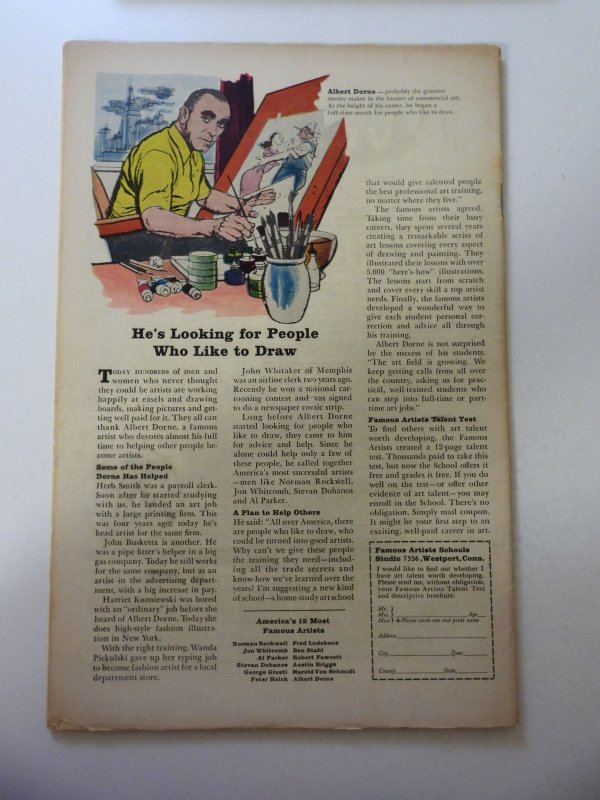 Albert Dorne — probably the greatest
money-maker in the history of commercial art.
At the height of his career, he began a
full-time search for people who like to draw.
He's Looking for People
Who Like to Draw
TODAY HUNDREDS of men and
women who never thought
they could be artists are working
happily at easels and drawing
boards, making pictures and get-
ting well paid for it. They all can
thank Albert Dorne, a famous
artist who devotes almost his full
time to helping other people be-
come artists.
Some of the People
Dorne Has Helped
Herb Smith was a payroll clerk.
Soon after he started studying
with us, he landed an art job
with a large printing firm. This
was four years ago; today he's
head artist for the same firm.
John Busketta is another. He
was a pipe fitter's helper in a big
gas company. Today he still works
for the same company, but as an
artist in the advertising depart-
ment, with a big increase in pay.
Harriet Kuzniewski was bored
with an "ordinary" job before she
heard of Albert Dorne. Today she
does high-style fashion illustra-
tion in New York.
With the right training, Wanda
Pickulski gave up her typing job
to become fashion artist for a local
department store.
John Whitaker of Memphis
was an airline clerk two years ago.
Recently he won a national car-
tooning contest and was signed
to do a newspaper comic strip.
Long before Albert Dorne
started looking for people who
like to draw, they came to him
for advice and help. Since he
alone could help only a few of
these people, he called together
America's most successful artists
—men like Norman Rockwell,
Jon Whitcomb, Stevan Dohanos
and Al Parker.
A Plan to Help Others
He said: "All over America, there
are people who like to draw, who
could be turned into good artists.
Why can't we give these people
the training they need—includ-
ing all the trade secrets and
know-how we've learned over the
years? I'm suggesting a new kind
of school—a home-study art school
America's 12 Most
Famous Artists
Norman Rockwell Fred Ludekens
Jon Whitcomb Ben Stahl
Al Parker Robert Fawcett
Stevan Dohanos Austin Briggs
George Giusti Harold Von Schmidt
Peter Helck Albert Dorne
that would give talented people
the best professional art training,
no matter where they live."
The famous artists agreed.
Taking time from their busy
careers, they spent several years
creating a remarkable series of
art lessons covering every aspect
of drawing and painting. They
illustrated their lessons with over
5,000 "here's-how" illustrations.
The lessons start from scratch
and cover every skill a top artist
needs. Finally, the famous artists
developed a wonderful way to
give each student personal cor-
rection and advice all through
his training.
Albert Dorne is not surprised
by the success of his students.
"The art field is growing. We
keep getting calls from all over
the country, asking us for practi-
cal, well-trained students who
can step into full-time or part-
time art jobs."
Famous Artists Talent Test
To find others with art talent
worth developing, the Famous
Artists created a 12-page talent
test. Thousands paid to take this
test, but now the School offers it
free and grades it free. If you do
well on the test—or offer other
evidence of art talent—you may
enroll in the School. There's no
obligation. Simply mail coupon.
It might be your first step to an
exciting, well-paid career in art.
Famous Artists Schools
Studio 7556, Westport, Conn.
I would like to find out whether I
have art talent worth developing.
Please send me, without obligation,
your Famous Artists Talent Test
and descriptive brochure.
Mr.
Mrs. Age
Miss Please circle one and print name
Address
City Zone
County State